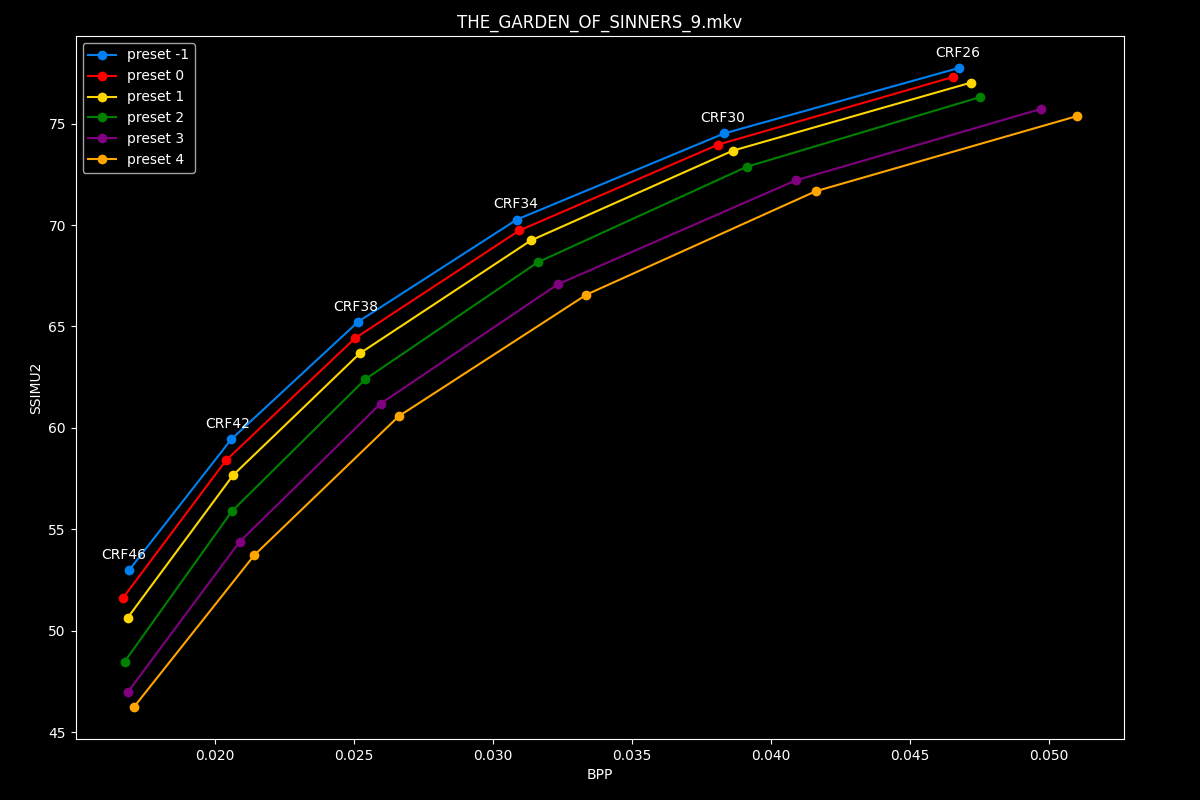 THE_GARDEN_OF_SINNERS_9.mkv
preset -1
preset 0
preset 1
preset 2
preset 3
preset 4
CRF26
CRF30
CRF34
CRF38
CRF42
CRF46
SSIMU2
75
70
65
60
55
50
45
0.020 0.025 0.030 0.035 0.040 0.045 0.050
BPP